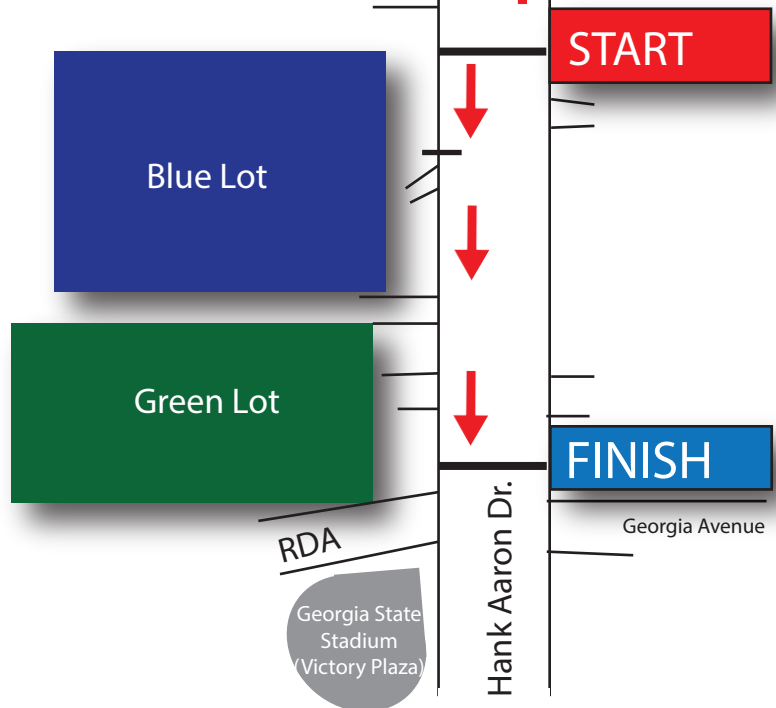 START
Blue Lot
Green Lot
FINISH
Georgia Avenue
RDA
Hank Aaron Dr.
Georgia State
Stadium
(Victory Plaza)